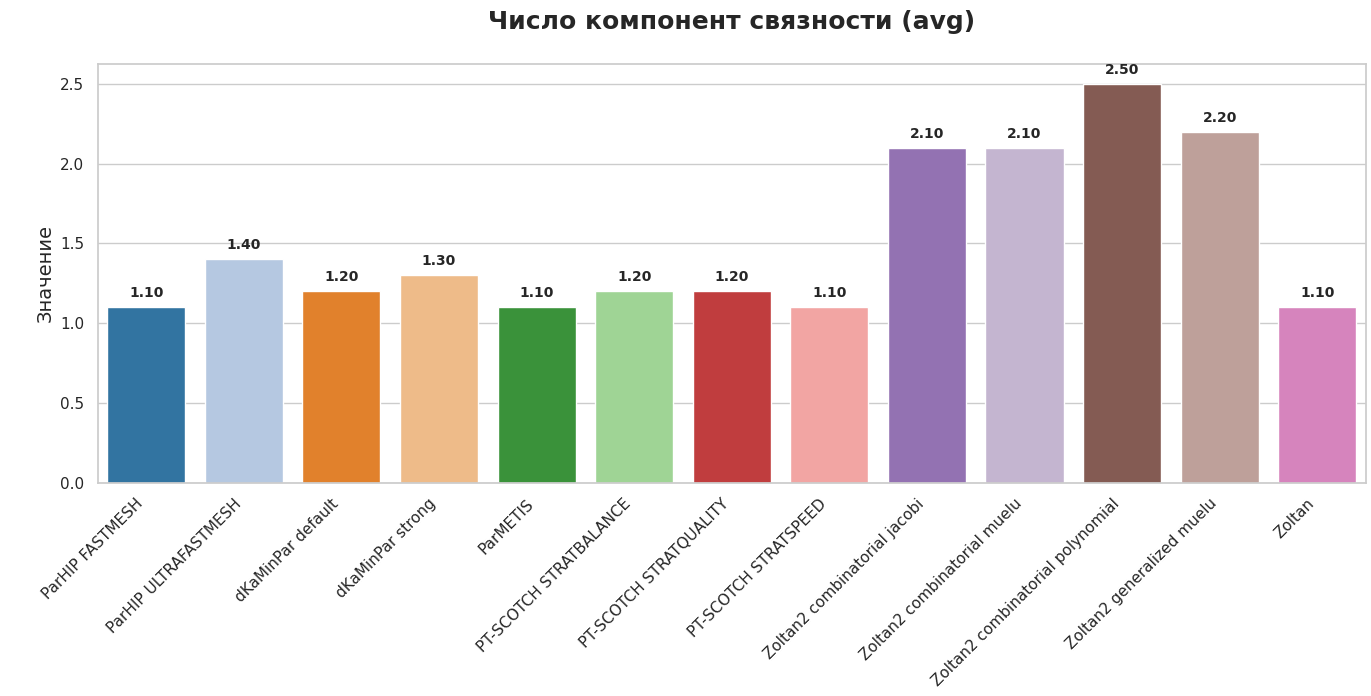 Число компонент связности (avg)
Значение
2.5
2.0
1.5
1.0
0.5
0.0
1.10
1.40
1.20
1.30
1.10
1.20
1.20
1.10
2.10
2.10
2.50
2.20
1.10
ParHIP FASTMESH
ParHIP ULTRAFASTMESH
dKaMinPar default
dKaMinPar strong
ParMETIS
PT-SCOTCH STRATBALANCE
PT-SCOTCH STRATQUALITY
PT-SCOTCH STRATSPEED
Zoltan2 combinatorial jacobi
Zoltan2 combinatorial muelu
Zoltan2 combinatorial polynomial
Zoltan2 generalized muelu
Zoltan